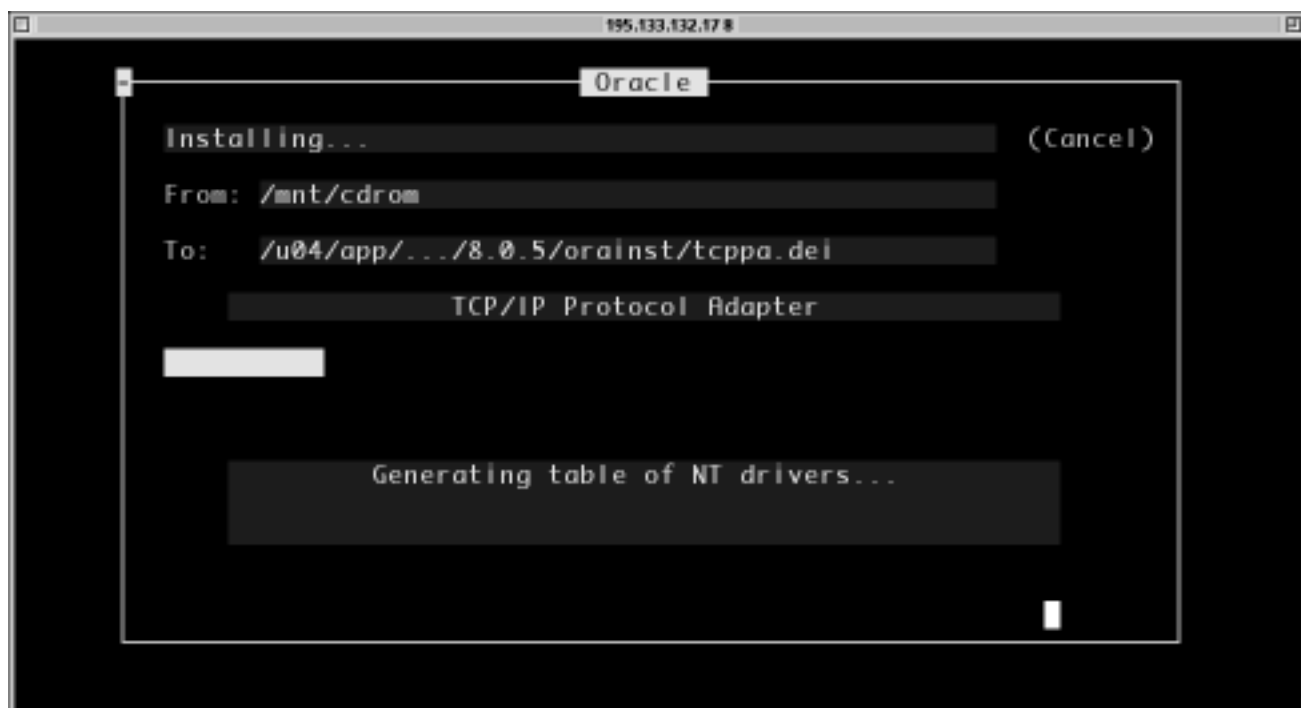 195.133.132.178
Oracle
Installing... (Cancel)
From: /mnt/cdrom
To: /u04/app/.../8.0.5/orainst/tcppa.dei
TCP/IP Protocol Adapter
Generating table of NT drivers...